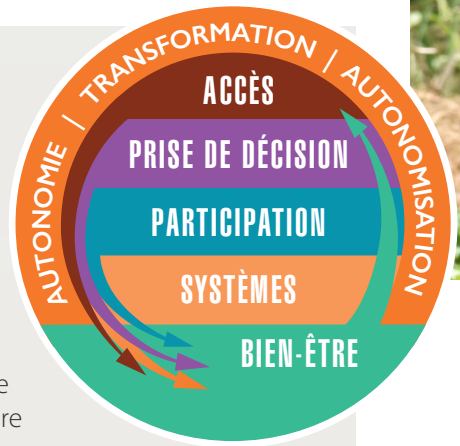 AUTONOMIE | TRANSFORMATION | AUTONOMISATION
ACCÈS
PRISE DE DÉCISION
PARTICIPATION
SYSTÈMES
BIEN-ÊTRE